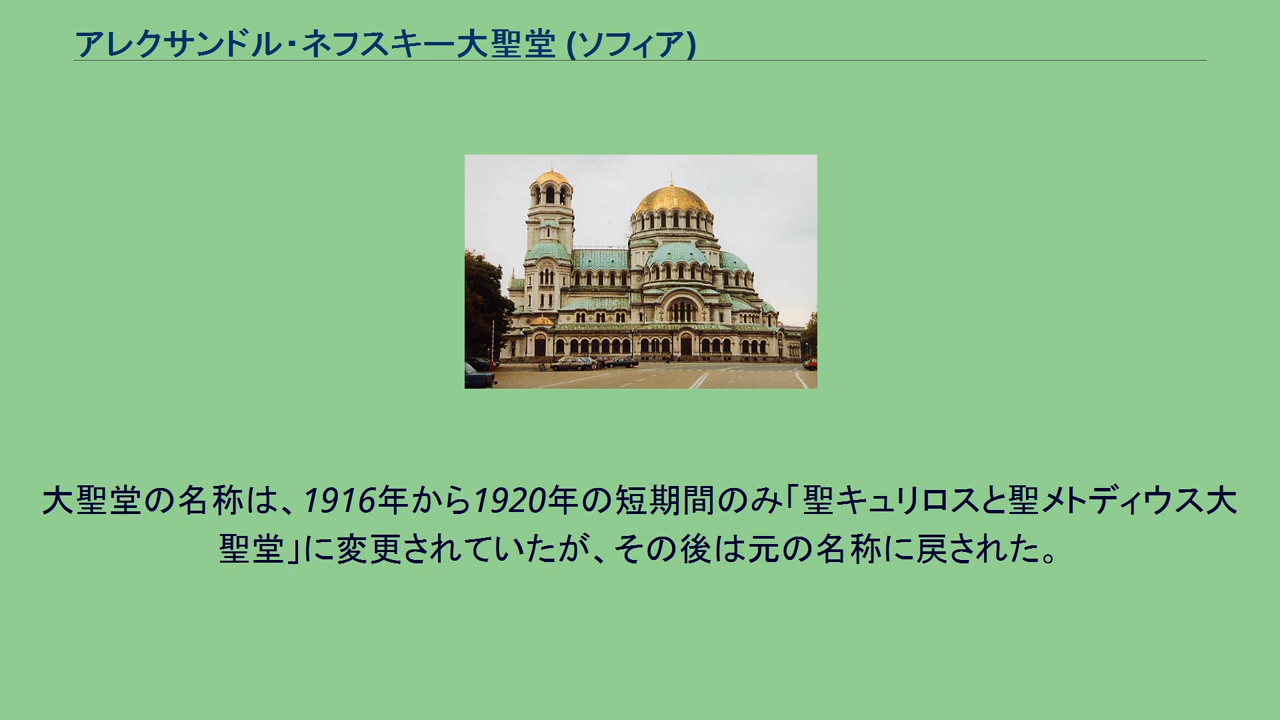 アレクサンドル・ネフスキー大聖堂 (ソフィア)
大聖堂の名称は、1916年から1920年の短期間のみ「聖キュリロスと聖メトディウス大
聖堂」に変更されていたが、その後は元の名称に戻された。